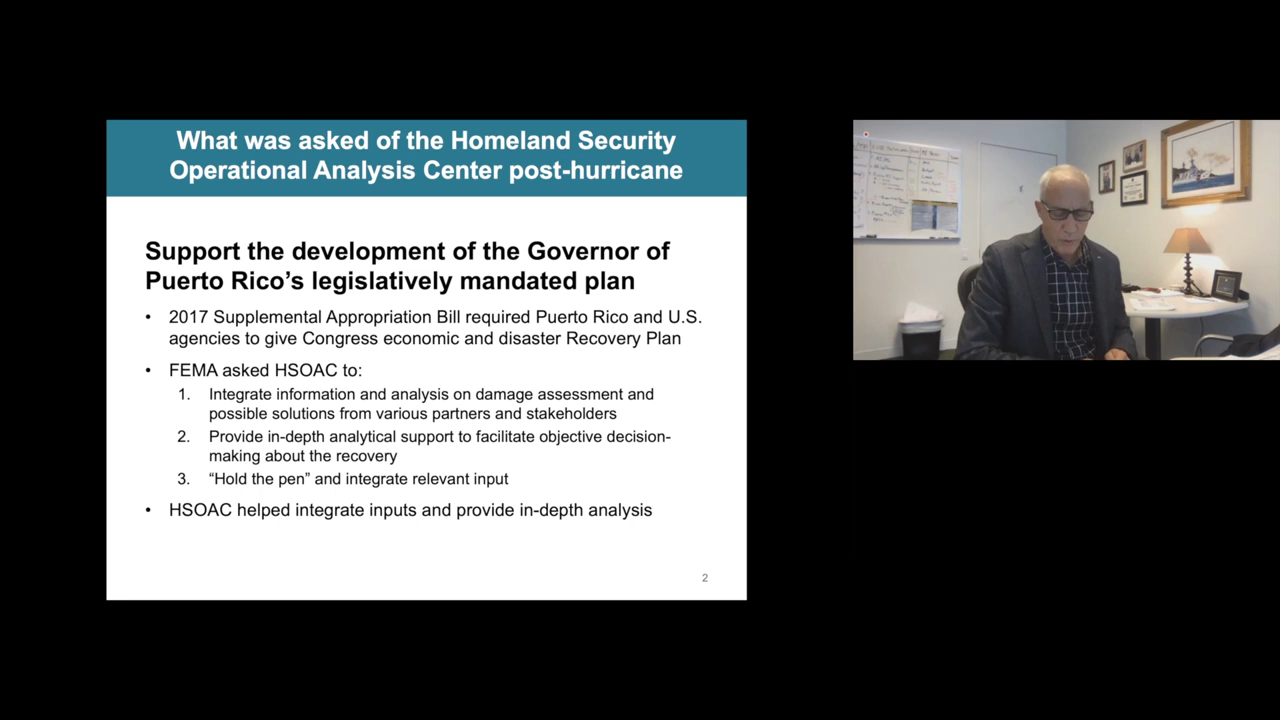 What was asked of the Homeland Security
Operational Analysis Center post-hurricane
Support the development of the Governor of
Puerto Rico’s legislatively mandated plan
• 2017 Supplemental Appropriation Bill required Puerto Rico and U.S.
agencies to give Congress economic and disaster Recovery Plan
• FEMA asked HSOAC to:
1. Integrate information and analysis on damage assessment and
possible solutions from various partners and stakeholders
2. Provide in-depth analytical support to facilitate objective decision-
making about the recovery
3. “Hold the pen” and integrate relevant input
• HSOAC helped integrate inputs and provide in-depth analysis
2